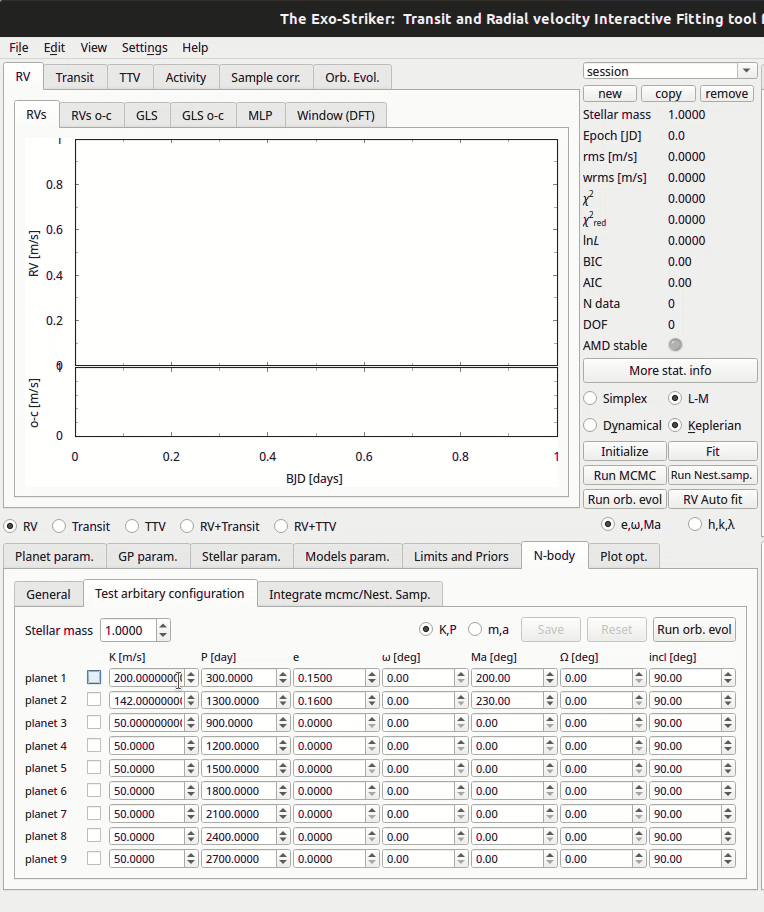 The Exo-Striker: Transit and Radial velocity Interactive Fitting tool
File Edit View Settings Help
RV Transit TTV Activity Sample corr. Orb. Evol.
RVs RVs o-c GLS GLS o-c MLP Window (DFT)
session
new copy remove
Stellar mass 1.0000
Epoch [JD] 0.0
rms [m/s] 0.0000
wrms [m/s] 0.0000
χ² 0.0000
χ²red 0.0000
lnL 0.0000
BIC 0.00
AIC 0.00
N data 0
DOF 0
AMD stable
More stat. info
Simplex L-M
Dynamical Keplerian
Initialize Fit
Run MCMC Run Nest.samp.
Run orb. evol RV Auto fit
e,ω,Ma h,k,λ
1
0.8
0.6
0.4
0.2
0
RV [m/s]
1
0
o-c [m/s]
0 0.2 0.4 0.6 0.8 1
BJD [days]
RV Transit TTV RV+Transit RV+TTV
Planet param. GP param. Stellar param. Models param. Limits and Priors N-body Plot opt.
General Test arbitary configuration Integrate mcmc/Nest. Samp.
Stellar mass 1.0000 K,P m,a Save Reset Run orb. evol
K [m/s] P [day] e ω [deg] Ma [deg] Ω [deg] incl [deg]
planet 1 200.0000000 300.0000 0.1500 0.00 200.00 0.00 90.00
planet 2 142.0000000 1300.0000 0.1600 0.00 230.00 0.00 90.00
planet 3 50.00000000 900.0000 0.0000 0.00 0.00 0.00 90.00
planet 4 50.0000 1200.0000 0.0000 0.00 0.00 0.00 90.00
planet 5 50.0000 1500.0000 0.0000 0.00 0.00 0.00 90.00
planet 6 50.0000 1800.0000 0.0000 0.00 0.00 0.00 90.00
planet 7 50.0000 2100.0000 0.0000 0.00 0.00 0.00 90.00
planet 8 50.0000 2400.0000 0.0000 0.00 0.00 0.00 90.00
planet 9 50.0000 2700.0000 0.0000 0.00 0.00 0.00 90.00